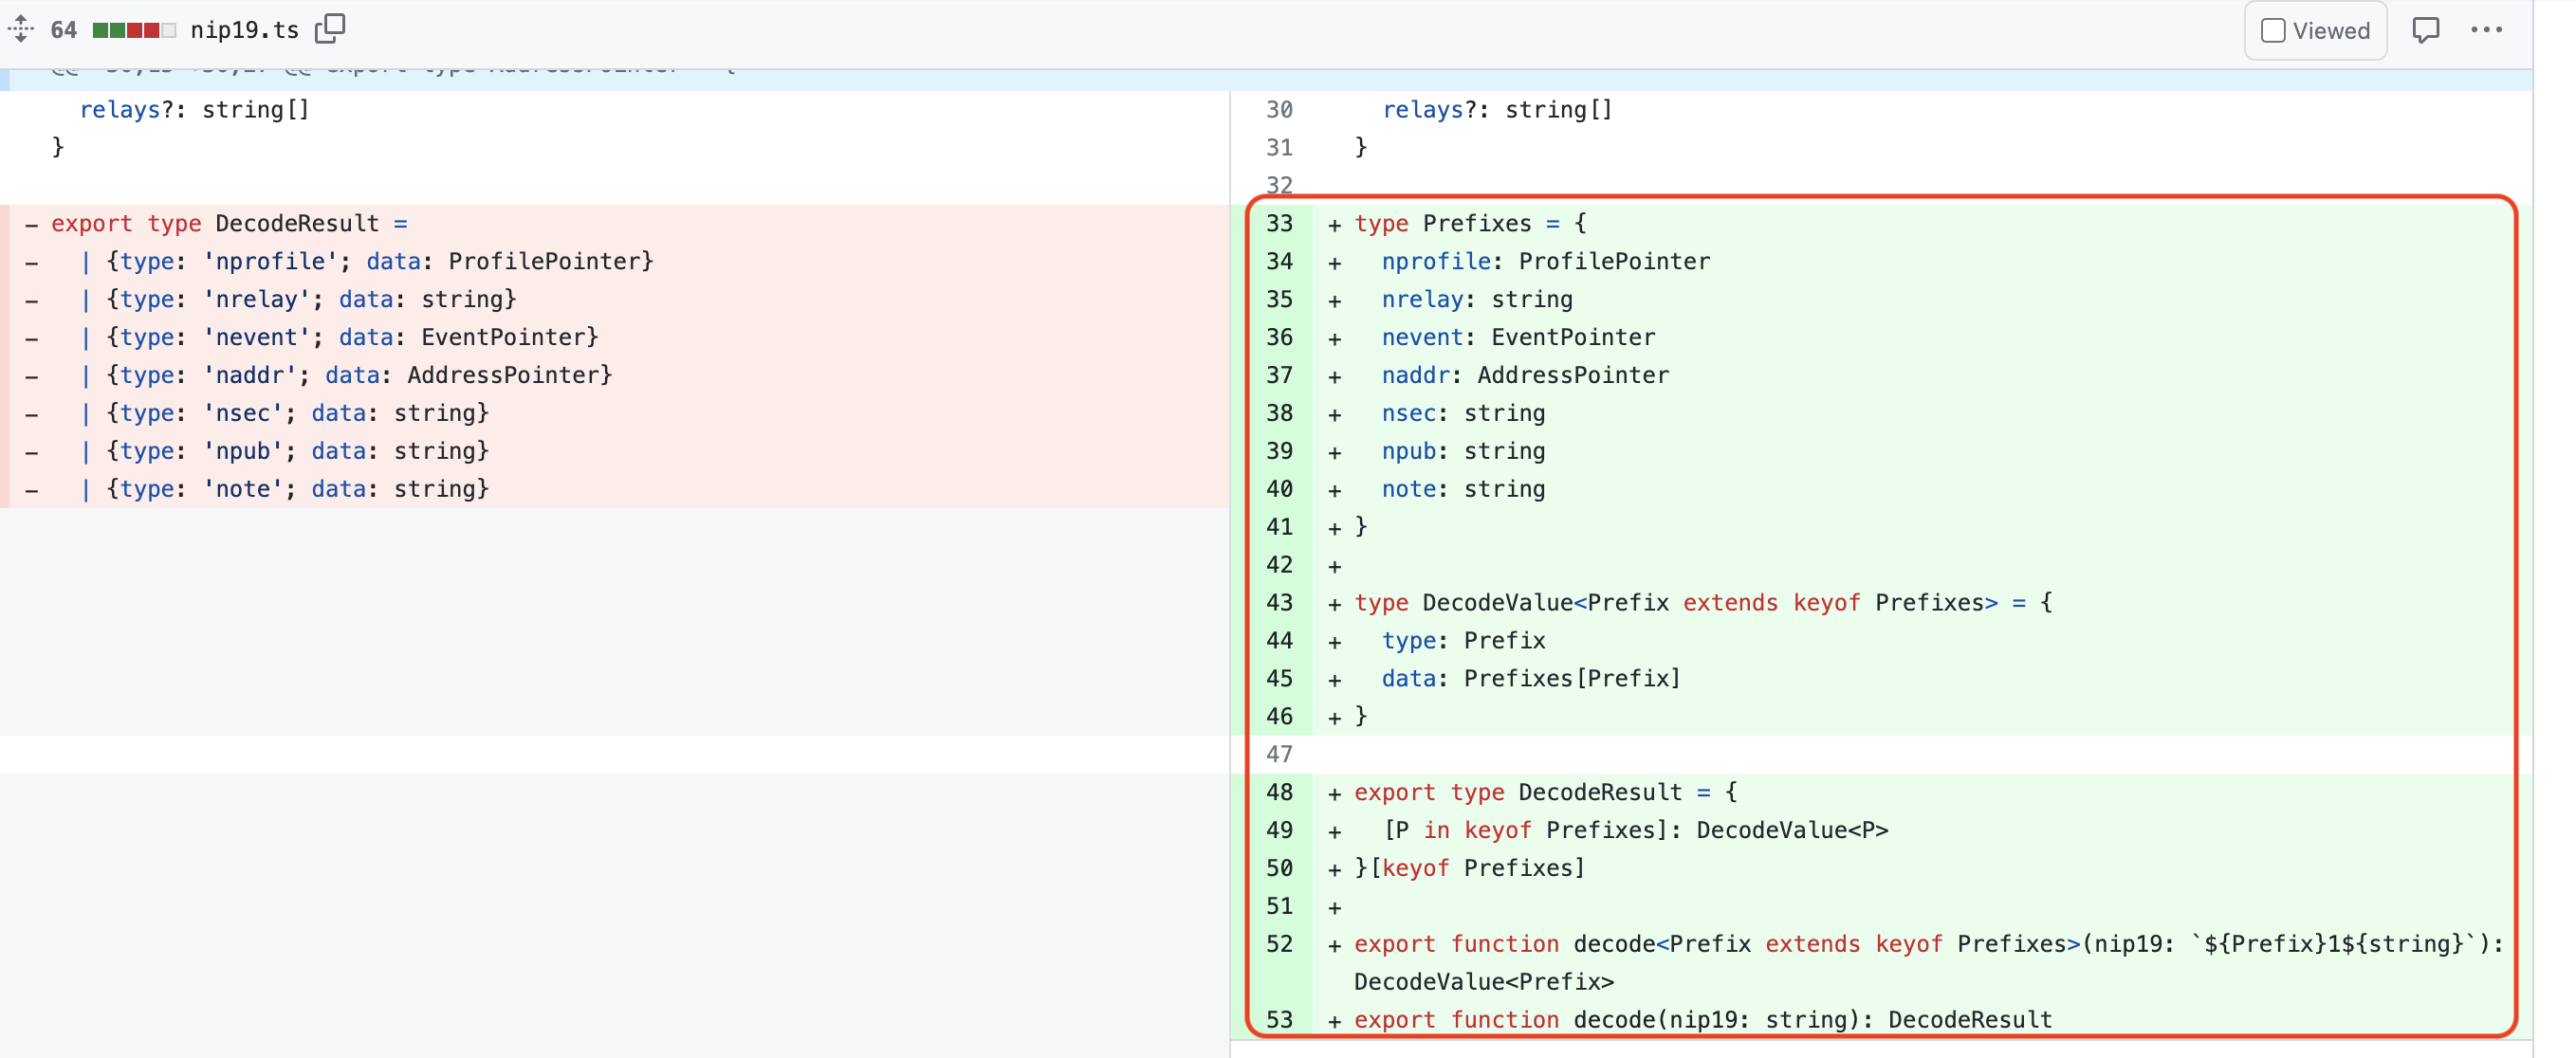 64 nip19.ts Viewed
relays?: string[]
}
– export type DecodeResult =
– | {type: 'nprofile'; data: ProfilePointer}
– | {type: 'nrelay'; data: string}
– | {type: 'nevent'; data: EventPointer}
– | {type: 'naddr'; data: AddressPointer}
– | {type: 'nsec'; data: string}
– | {type: 'npub'; data: string}
– | {type: 'note'; data: string}
30 relays?: string[]
31 }
32
33 + type Prefixes = {
34 + nprofile: ProfilePointer
35 + nrelay: string
36 + nevent: EventPointer
37 + naddr: AddressPointer
38 + nsec: string
39 + npub: string
40 + note: string
41 + }
42 +
43 + type DecodeValue<Prefix extends keyof Prefixes> = {
44 + type: Prefix
45 + data: Prefixes[Prefix]
46 + }
47
48 + export type DecodeResult = {
49 + [P in keyof Prefixes]: DecodeValue<P>
50 + }[keyof Prefixes]
51 +
52 + export function decode<Prefix extends keyof Prefixes>(nip19: `${Prefix}1${string}`):
DecodeValue<Prefix>
53 + export function decode(nip19: string): DecodeResult